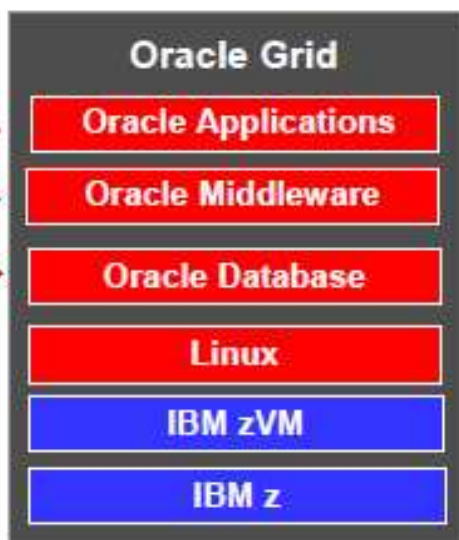 Oracle Grid
Oracle Applications
Oracle Middleware
Oracle Database
Linux
IBM zVM
IBM z